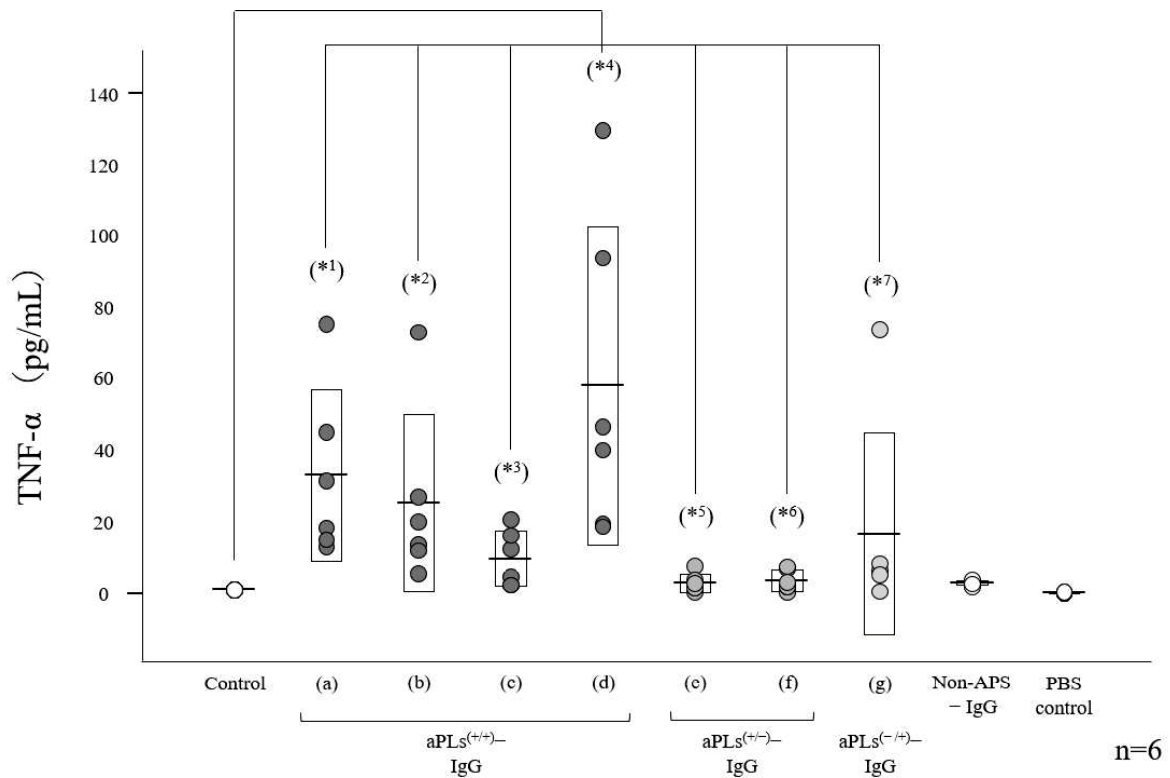 (*4)
140
120
100
80
60
40
20
0
TNF-α (pg/mL)
(*1)
(*2)
(*7)
(*3)
(*5)
(*6)
Control
(a)
(b)
(c)
(d)
(e)
(f)
(g)
Non-APS
– IgG
PBS
control
aPLs(+/+)–
IgG
aPLs(+/–)–
IgG
aPLs(– /+)–
IgG
n=6